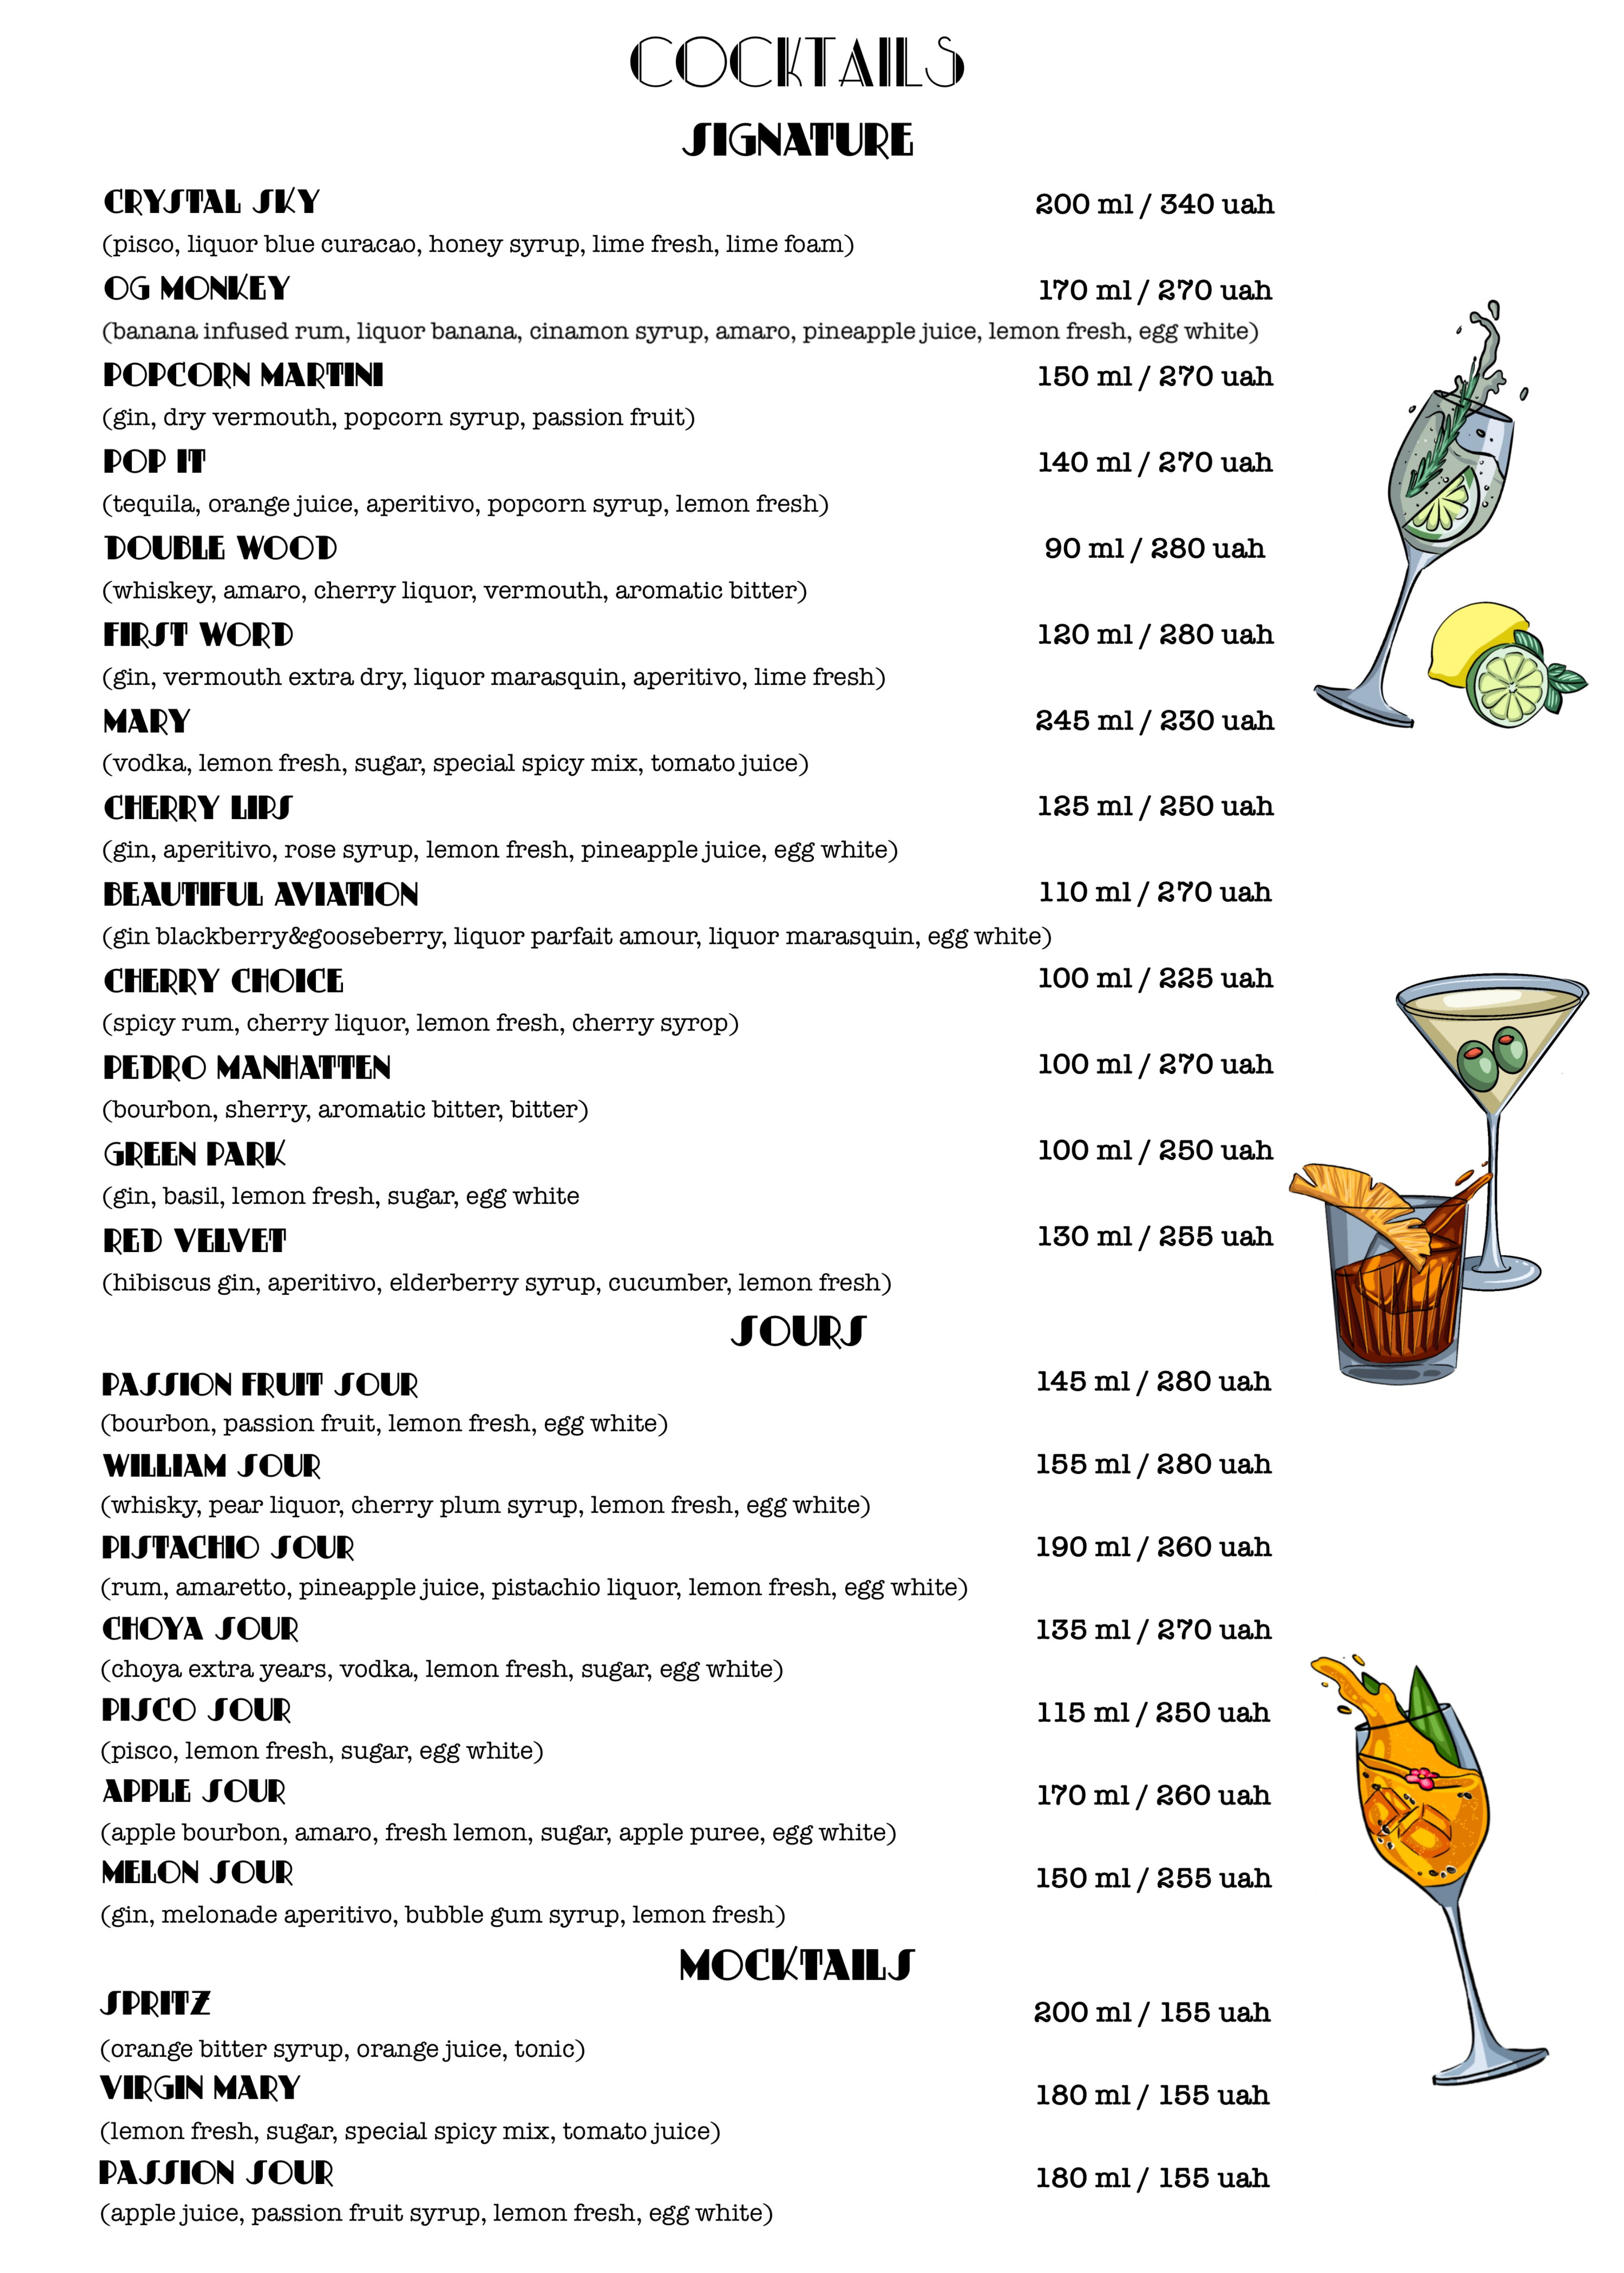 COCKTAILS
SIGNATURE
CRYSTAL SKY 200 ml / 340 uah
(pisco, liquor blue curacao, honey syrup, lime fresh, lime foam)
OG MONKEY 170 ml / 270 uah
(banana infused rum, liquor banana, cinamon syrup, amaro, pineapple juice, lemon fresh, egg white)
POPCORN MARTINI 150 ml / 270 uah
(gin, dry vermouth, popcorn syrup, passion fruit)
POP IT 140 ml / 270 uah
(tequila, orange juice, aperitivo, popcorn syrup, lemon fresh)
DOUBLE WOOD 90 ml / 280 uah
(whiskey, amaro, cherry liquor, vermouth, aromatic bitter)
FIRST WORD 120 ml / 280 uah
(gin, vermouth extra dry, liquor marasquin, aperitivo, lime fresh)
MARY 245 ml / 230 uah
(vodka, lemon fresh, sugar, special spicy mix, tomato juice)
CHERRY LIPS 125 ml / 250 uah
(gin, aperitivo, rose syrup, lemon fresh, pineapple juice, egg white)
BEAUTIFUL AVIATION 110 ml / 270 uah
(gin blackberry&gooseberry, liquor parfait amour, liquor marasquin, egg white)
CHERRY CHOICE 100 ml / 225 uah
(spicy rum, cherry liquor, lemon fresh, cherry syrop)
PEDRO MANHATTEN 100 ml / 270 uah
(bourbon, sherry, aromatic bitter, bitter)
GREEN PARK 100 ml / 250 uah
(gin, basil, lemon fresh, sugar, egg white
RED VELVET 130 ml / 255 uah
(hibiscus gin, aperitivo, elderberry syrup, cucumber, lemon fresh)
SOURS
PASSION FRUIT SOUR 145 ml / 280 uah
(bourbon, passion fruit, lemon fresh, egg white)
WILLIAM SOUR 155 ml / 280 uah
(whisky, pear liquor, cherry plum syrup, lemon fresh, egg white)
PISTACHIO SOUR 190 ml / 260 uah
(rum, amaretto, pineapple juice, pistachio liquor, lemon fresh, egg white)
CHOYA SOUR 135 ml / 270 uah
(choya extra years, vodka, lemon fresh, sugar, egg white)
PISCO SOUR 115 ml / 250 uah
(pisco, lemon fresh, sugar, egg white)
APPLE SOUR 170 ml / 260 uah
(apple bourbon, amaro, fresh lemon, sugar, apple puree, egg white)
MELON SOUR 150 ml / 255 uah
(gin, melonade aperitivo, bubble gum syrup, lemon fresh)
MOCKTAILS
SPRITZ 200 ml / 155 uah
(orange bitter syrup, orange juice, tonic)
VIRGIN MARY 180 ml / 155 uah
(lemon fresh, sugar, special spicy mix, tomato juice)
PASSION SOUR 180 ml / 155 uah
(apple juice, passion fruit syrup, lemon fresh, egg white)